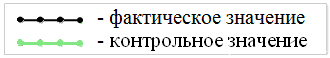 - фактическое значение
- контрольное значение